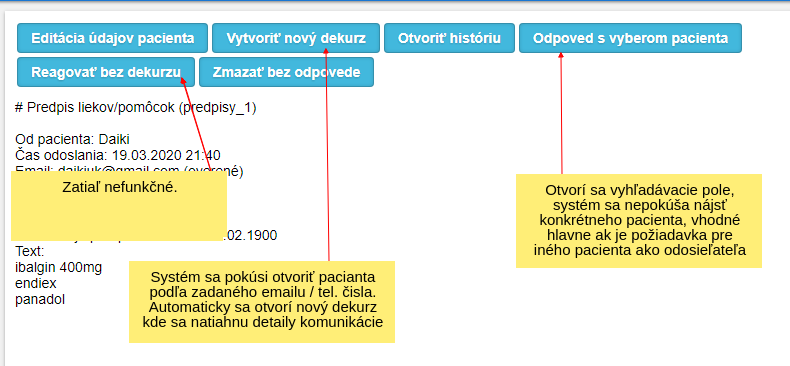 Editácia údajov pacienta
Vytvoriť nový dekurz
Otvoriť históriu
Odpoved s vyberom pacienta
Reagovať bez dekurzu
Zmazať bez odpovede
# Predpis liekov/pomôcok (predpisy_1)
Od pacienta: Daiki
Čas odoslania: 19.03.2020 21:40
Email: daikiuk@gmail.com (overené)
Zatiaľ nefunkčné.
.02.1900
Text:
ibalgin 400mg
endiex
panadol
Systém sa pokúsi otvoriť pacianta
podľa zadaného emailu / tel. čisla.
Automaticky sa otvorí nový dekurz
kde sa natiahnu detaily komunikácie
Otvorí sa vyhľadávacie pole,
systém sa nepokúša nájsť
konkrétneho pacienta, vhodné
hlavne ak je požiadavka pre
iného pacienta ako odosieľateľa